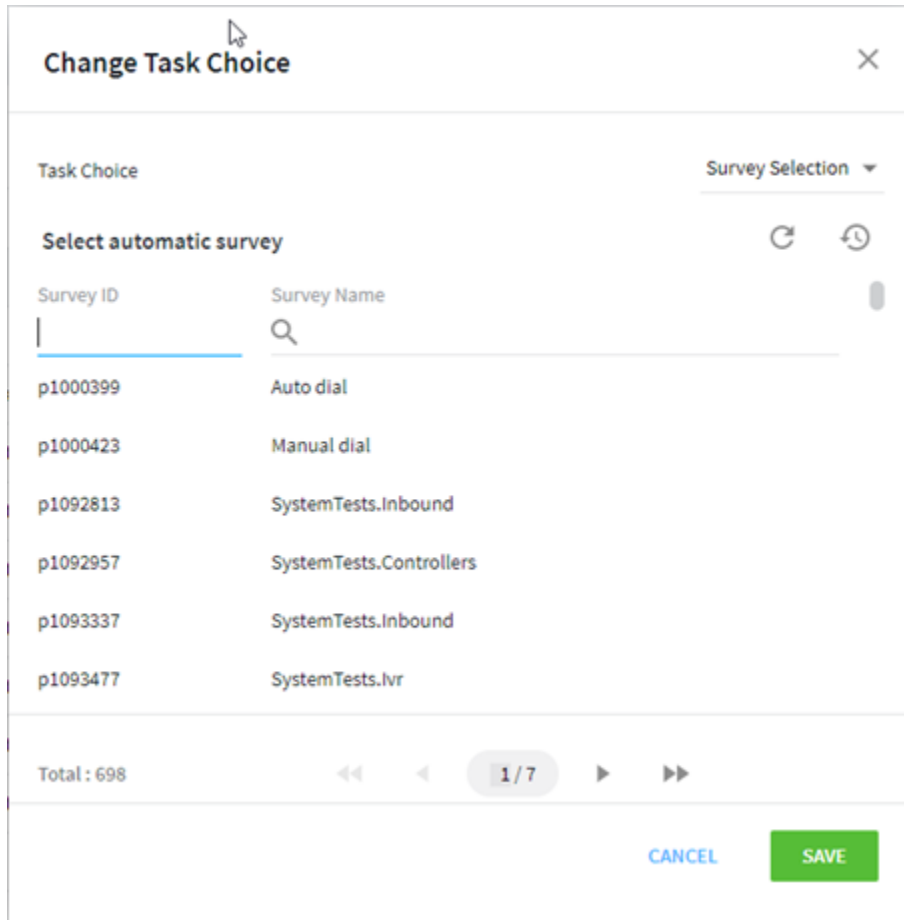 Change Task Choice
Task Choice
Survey Selection
Select automatic survey
Survey ID Survey Name
p1000399 Auto dial
p1000423 Manual dial
p1092813 SystemTests.Inbound
p1092957 SystemTests.Controllers
p1093337 SystemTests.Inbound
p1093477 SystemTests.Ivr
Total : 698 1 / 7
CANCEL SAVE